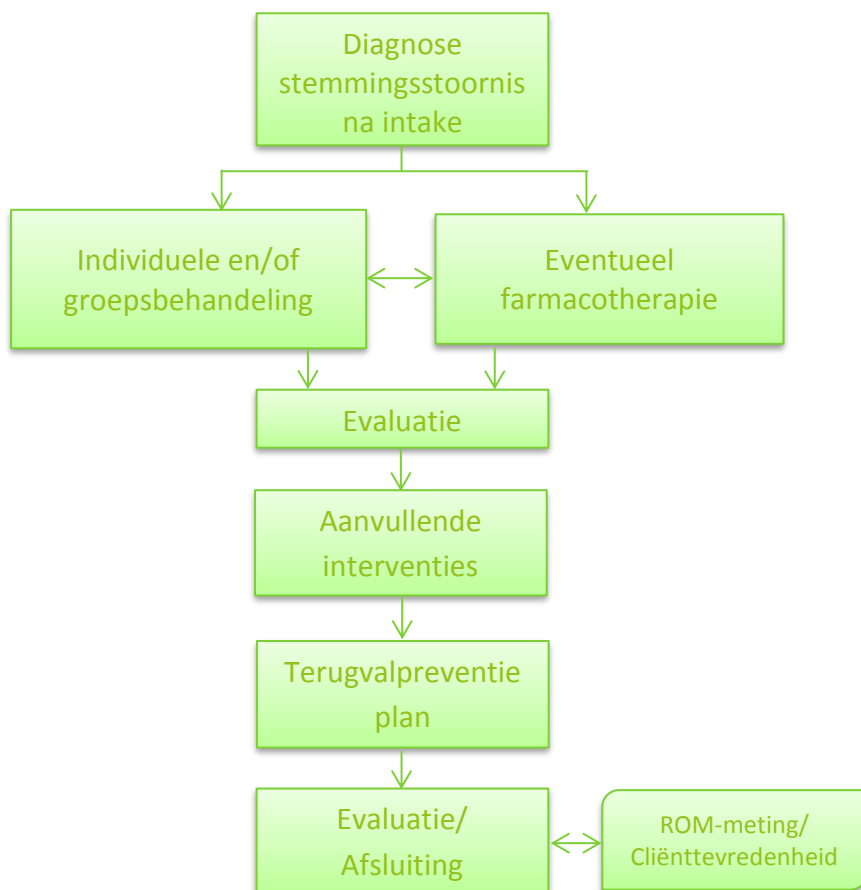 Diagnose
stemmingsstoornis
na intake
Individuele en/of
groepsbehandeling
Eventueel
farmacotherapie
Evaluatie
Aanvullende
interventies
Terugvalpreventie
plan
Evaluatie/
Afsluiting
ROM-meting/
Cliënttevredenheid